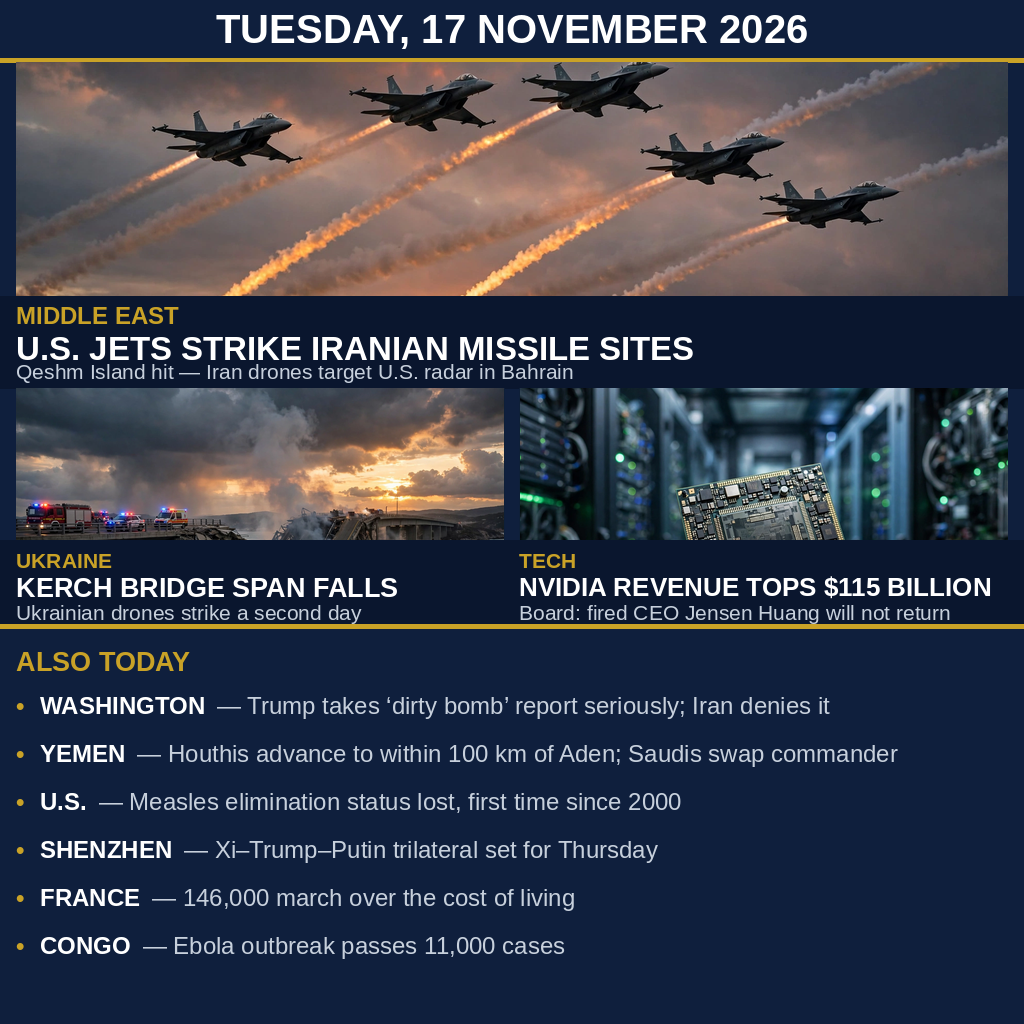 TUESDAY, 17 NOVEMBER 2026
MIDDLE EAST
U.S. JETS STRIKE IRANIAN MISSILE SITES
Qeshm Island hit — Iran drones target U.S. radar in Bahrain
UKRAINE
KERCH BRIDGE SPAN FALLS
Ukrainian drones strike a second day
TECH
NVIDIA REVENUE TOPS $115 BILLION
Board: fired CEO Jensen Huang will not return
ALSO TODAY
• WASHINGTON — Trump takes ‘dirty bomb’ report seriously; Iran denies it
• YEMEN — Houthis advance to within 100 km of Aden; Saudis swap commander
• U.S. — Measles elimination status lost, first time since 2000
• SHENZHEN — Xi–Trump–Putin trilateral set for Thursday
• FRANCE — 146,000 march over the cost of living
• CONGO — Ebola outbreak passes 11,000 cases